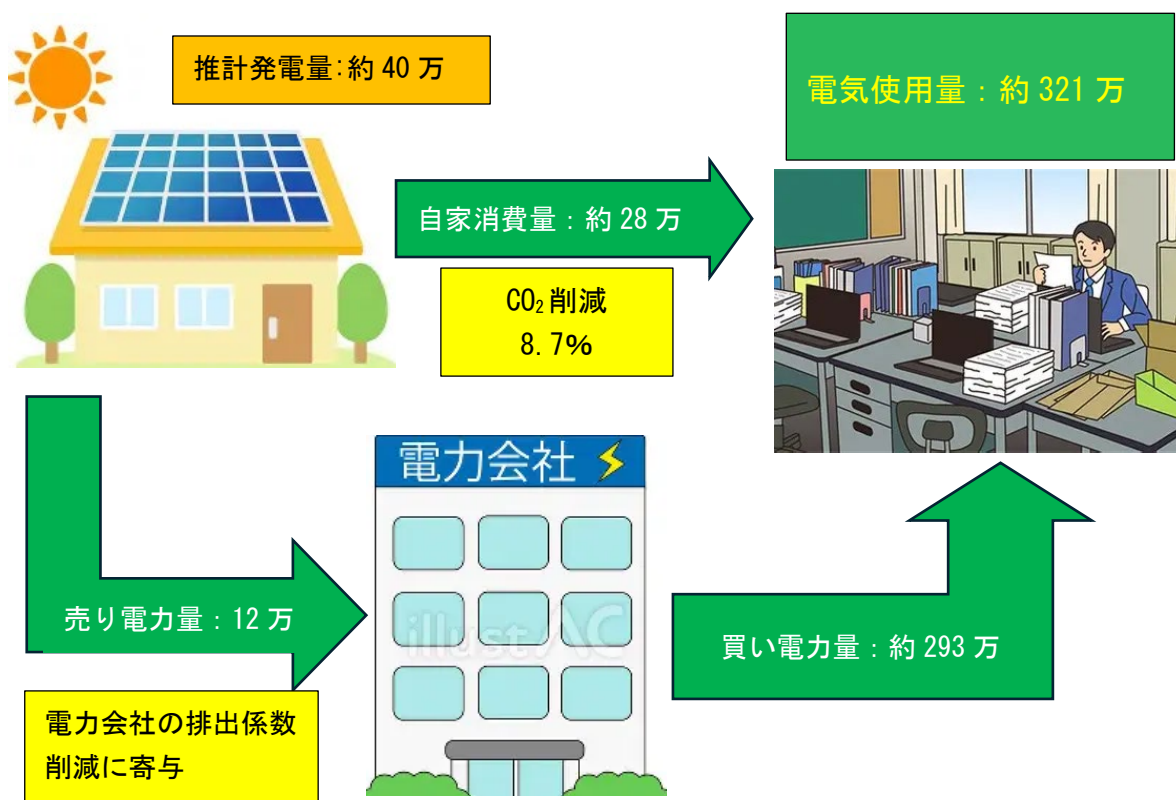 推計発電量:約 40 万
電気使用量：約 321 万
自家消費量：約 28 万
CO₂削減
8.7%
電力会社
売り電力量：12 万
illust AC
買い電力量：約 293 万
電力会社の排出係数
削減に寄与